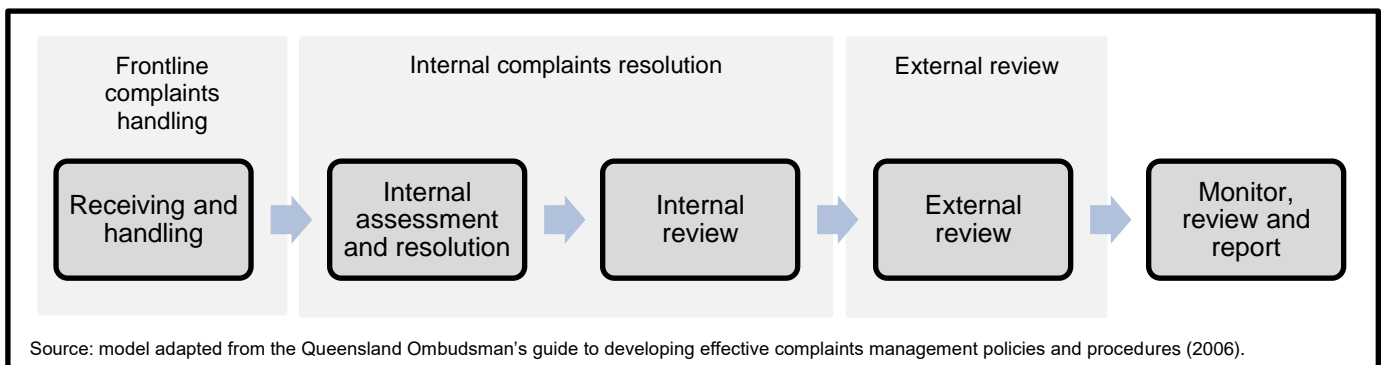 Frontline
complaints
handling
Internal complaints resolution
External review
Receiving and
handling
Internal
assessment
and resolution
Internal
review
External
review
Monitor,
review and
report
Source: model adapted from the Queensland Ombudsman's guide to developing effective complaints management policies and procedures (2006).